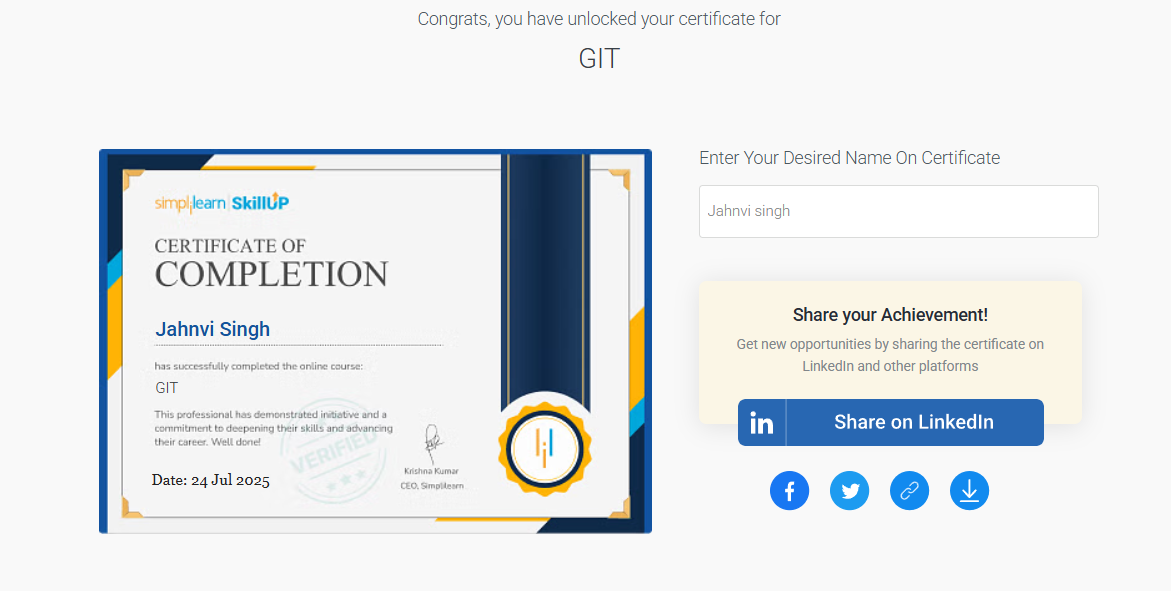 Congrats, you have unlocked your certificate for
GIT
simplilearn | SkillUP
CERTIFICATE OF
COMPLETION
Jahnvi Singh
has successfully completed the online course:
GIT
This professional has demonstrated initiative and a
commitment to deepening their skills and advancing
their career. Well done!
VERIFIED
Date: 24 Jul 2025
Krishna Kumar
CEO, Simplilearn
Enter Your Desired Name On Certificate
Jahnvi singh
Share your Achievement!
Get new opportunities by sharing the certificate on
LinkedIn and other platforms
in Share on LinkedIn